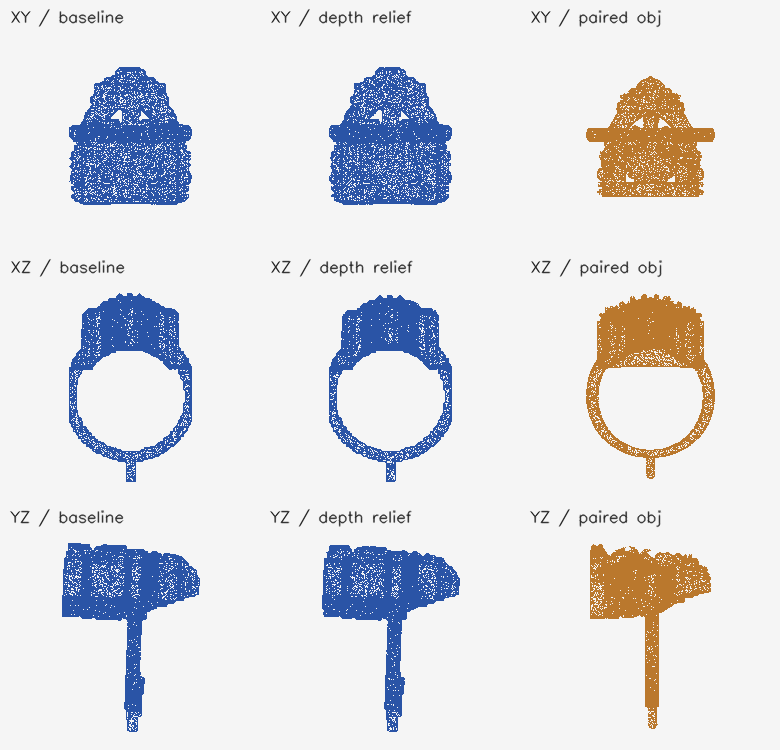 XY / baseline
XY / depth relief
XY / paired obj
XZ / baseline
XZ / depth relief
XZ / paired obj
YZ / baseline
YZ / depth relief
YZ / paired obj